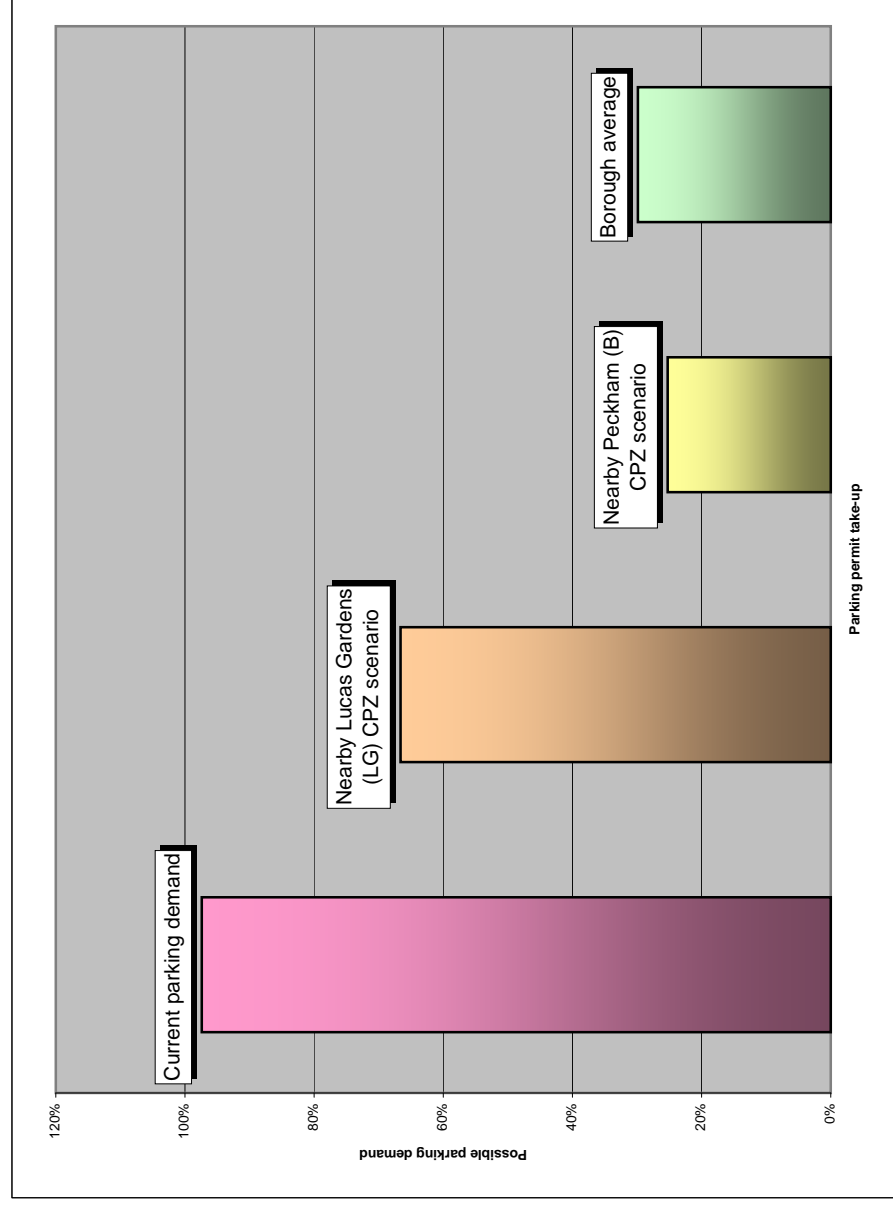 120%
100%
80%
60%
40%
20%
0%
Possible parking demand
Current parking demand
Nearby Lucas Gardens
(LG) CPZ scenario
Nearby Peckham (B)
CPZ scenario
Borough average
Parking permit take-up